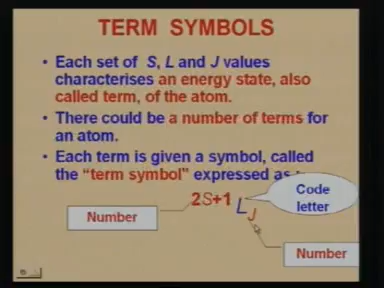 TERM SYMBOLS
• Each set of S, L and J values
characterises an energy state, also
called term, of the atom.
• There could be a number of terms for
an atom.
• Each term is given a symbol, called
the "term symbol" expressed as
Code
letter
2S+1 L J
Number
Number